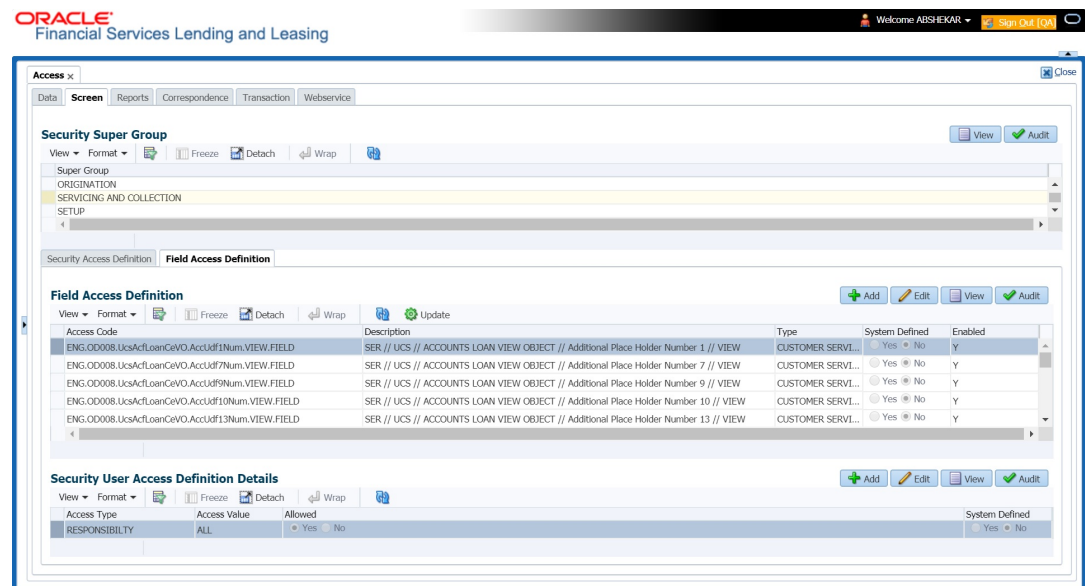 ORACLE
Financial Services Lending and Leasing
Welcome ABSHEKAR
Sign Out [QA]
Access
Close
Data Screen Reports Correspondence Transaction Webservice
Security Super Group
View Audit
View Format Freeze Detach Wrap
Super Group
ORIGINATION
SERVICING AND COLLECTION
SETUP
Security Access Definition Field Access Definition
Field Access Definition
Add Edit View Audit
View Format Freeze Detach Wrap Update
Access Code Description Type System Defined Enabled
ENG.OD008.UcsAcfLoanCeVO.AccUdf1Num.VIEW.FIELD SER // UCS // ACCOUNTS LOAN VIEW OBJECT // Additional Place Holder Number 1 // VIEW CUSTOMER SERVI... Yes No Y
ENG.OD008.UcsAcfLoanCeVO.AccUdf7Num.VIEW.FIELD SER // UCS // ACCOUNTS LOAN VIEW OBJECT // Additional Place Holder Number 7 // VIEW CUSTOMER SERVI... Yes No Y
ENG.OD008.UcsAcfLoanCeVO.AccUdf9Num.VIEW.FIELD SER // UCS // ACCOUNTS LOAN VIEW OBJECT // Additional Place Holder Number 9 // VIEW CUSTOMER SERVI... Yes No Y
ENG.OD008.UcsAcfLoanCeVO.AccUdf10Num.VIEW.FIELD SER // UCS // ACCOUNTS LOAN VIEW OBJECT // Additional Place Holder Number 10 // VIEW CUSTOMER SERVI... Yes No Y
ENG.OD008.UcsAcfLoanCeVO.AccUdf13Num.VIEW.FIELD SER // UCS // ACCOUNTS LOAN VIEW OBJECT // Additional Place Holder Number 13 // VIEW CUSTOMER SERVI... Yes No Y
Security User Access Definition Details
Add Edit View Audit
View Format Freeze Detach Wrap
Access Type Access Value Allowed System Defined
RESPONSIBILTY ALL Yes No Yes No